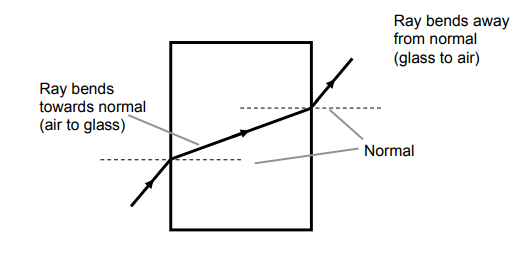 Ray bends away
from normal
(glass to air)
Ray bends
towards normal
(air to glass)
Normal